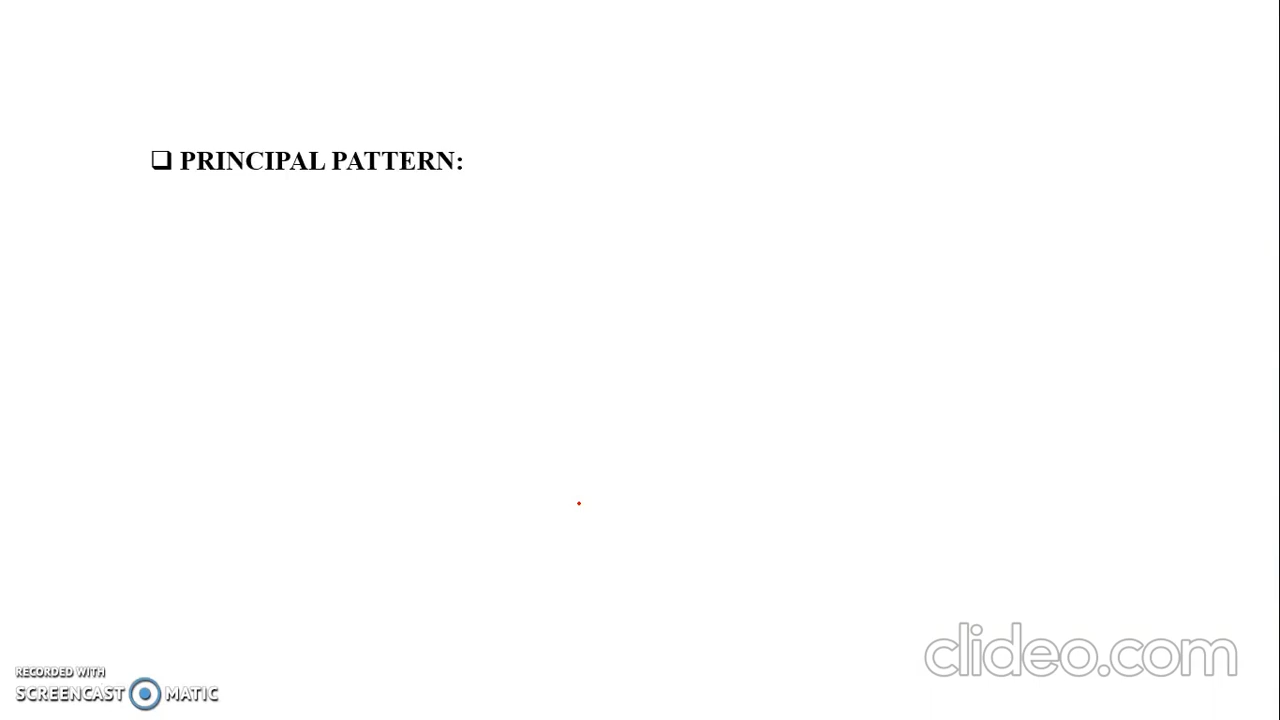 ❑ PRINCIPAL PATTERN:
clideo.com
RECORDED WITH
SCREENCAST MATIC